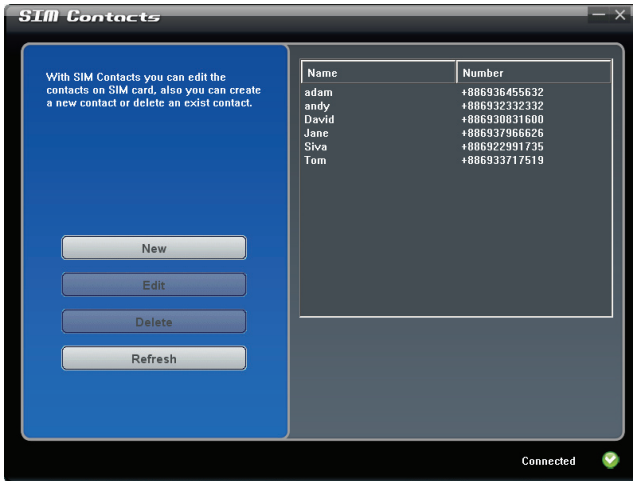 SIM Contacts
With SIM Contacts you can edit the
contacts on SIM card, also you can create
a new contact or delete an exist contact.
New
Edit
Delete
Refresh
Name Number
adam +886936455632
andy +886932332332
David +886930831600
Jane +886937966626
Siva +886922991735
Tom +886933717519
Connected